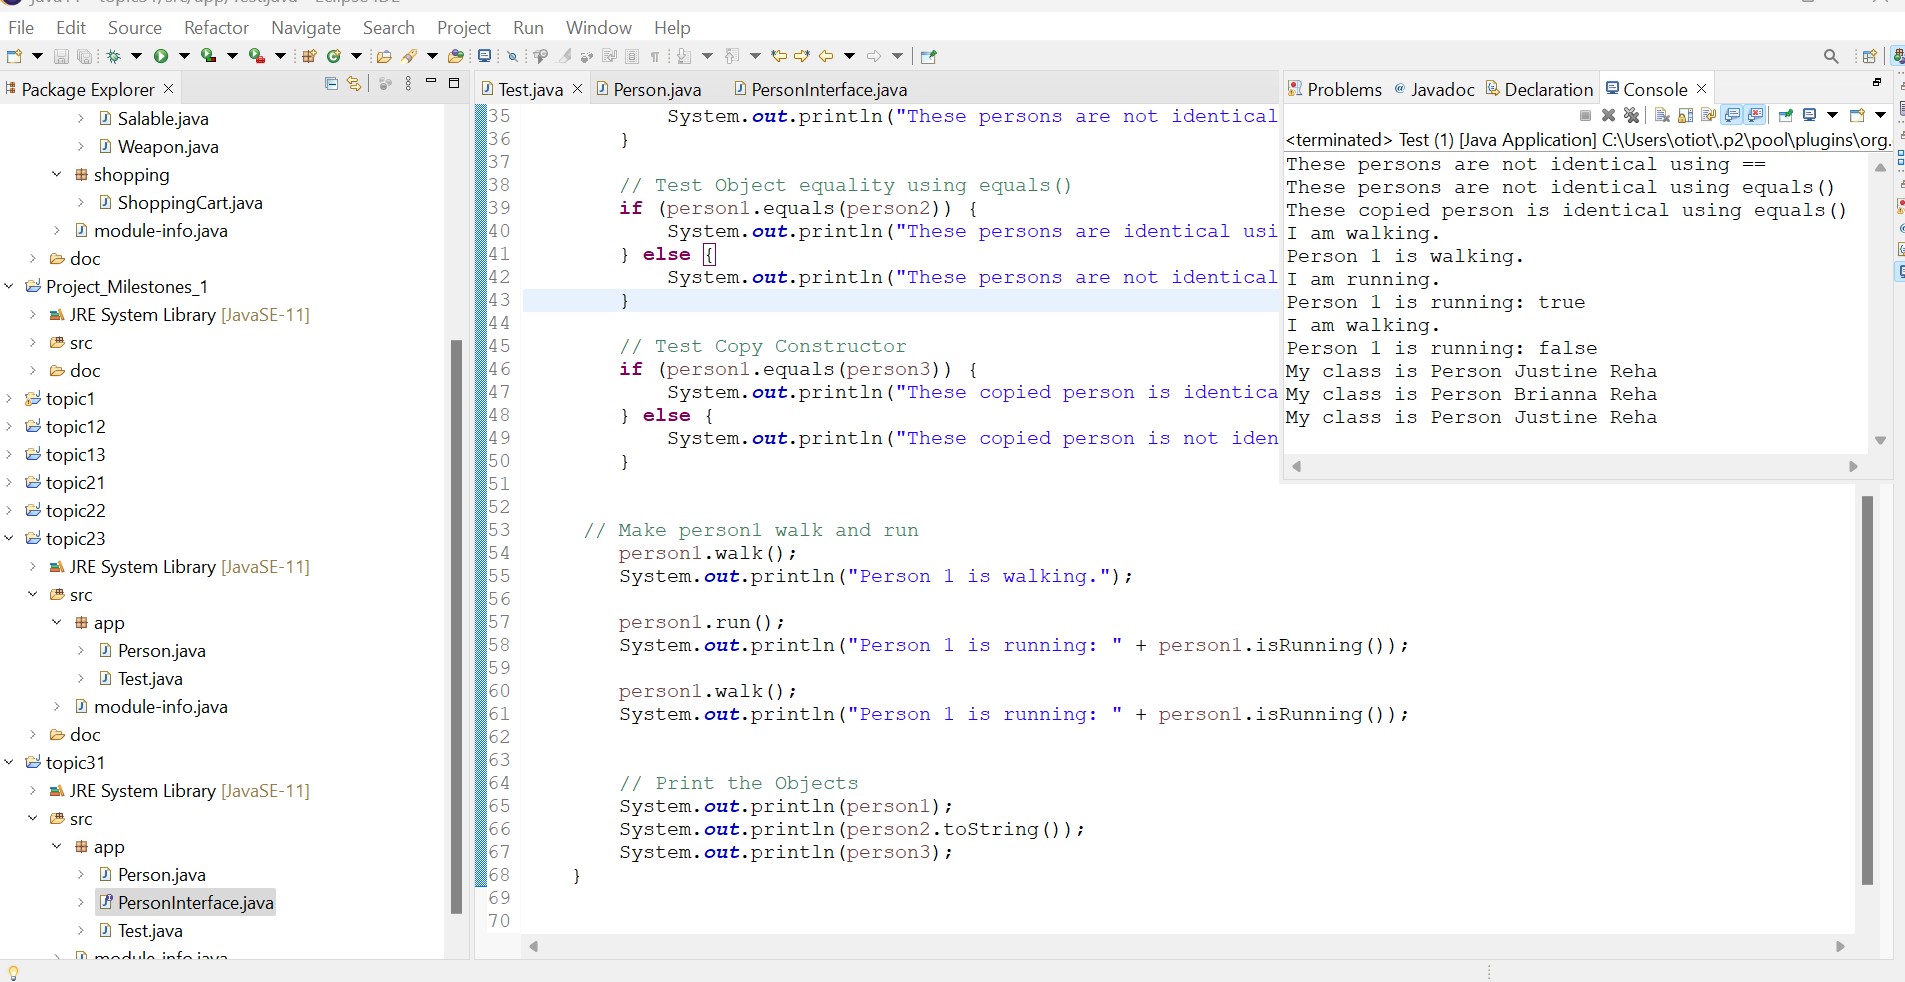 File Edit Source Refactor Navigate Search Project Run Window Help
Package Explorer
Salable.java
Weapon.java
shopping
ShoppingCart.java
module-info.java
doc
Project_Milestones_1
JRE System Library [JavaSE-11]
src
doc
topic1
topic12
topic13
topic21
topic22
topic23
JRE System Library [JavaSE-11]
src
app
Person.java
Test.java
module-info.java
doc
topic31
JRE System Library [JavaSE-11]
src
app
Person.java
PersonInterface.java
Test.java
module-info.java
Test.java Person.java PersonInterface.java
35 System.out.println("These persons are not identical
36 }
37
38 // Test Object equality using equals()
39 if (person1.equals(person2)) {
40 System.out.println("These persons are identical usi
41 } else {
42 System.out.println("These persons are not identical
43 }
44
45 // Test Copy Constructor
46 if (person1.equals(person3)) {
47 System.out.println("These copied person is identica
48 } else {
49 System.out.println("These copied person is not iden
50 }
51
52
53 // Make person1 walk and run
54 person1.walk();
55 System.out.println("Person 1 is walking.");
56
57 person1.run();
58 System.out.println("Person 1 is running: " + person1.isRunning());
59
60 person1.walk();
61 System.out.println("Person 1 is running: " + person1.isRunning());
62
63
64 // Print the Objects
65 System.out.println(person1);
66 System.out.println(person2.toString());
67 System.out.println(person3);
68 }
69
70
Problems @ Javadoc Declaration Console
<terminated> Test (1) [Java Application] C:\Users\otiot\.p2\pool\plugins\org.
These persons are not identical using ==
These persons are not identical using equals()
These copied person is identical using equals()
I am walking.
Person 1 is walking.
I am running.
Person 1 is running: true
I am walking.
Person 1 is running: false
My class is Person Justine Reha
My class is Person Brianna Reha
My class is Person Justine Reha